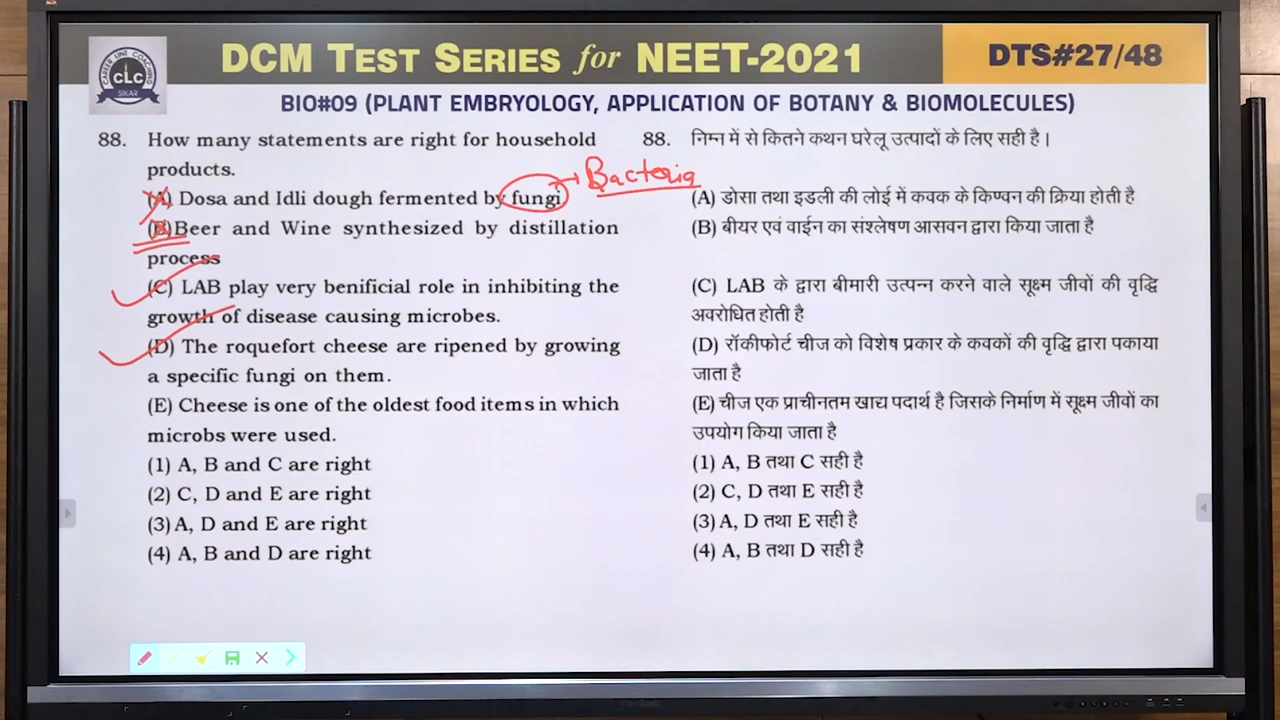 CAREER LINE COACHING
CLC
SIKAR
DCM TEST SERIES for NEET-2021
DTS#27/48
BIO#09 (PLANT EMBRYOLOGY, APPLICATION OF BOTANY & BIOMOLECULES)
88. How many statements are right for household
products.
Bacteria
(A) Dosa and Idli dough fermented by fungi
(B) Beer and Wine synthesized by distillation
process
(C) LAB play very benificial role in inhibiting the
growth of disease causing microbes.
(D) The roquefort cheese are ripened by growing
a specific fungi on them.
(E) Cheese is one of the oldest food items in which
microbs were used.
(1) A, B and C are right
(2) C, D and E are right
(3) A, D and E are right
(4) A, B and D are right
88. निम्न में से कितने कथन घरेलू उत्पादों के लिए सही है।
(A) डोसा तथा इडली की लोई में कवक के किण्वन की क्रिया होती है
(B) बीयर एवं वाईन का संश्लेषण आसवन द्वारा किया जाता है
(C) LAB के द्वारा बीमारी उत्पन्न करने वाले सूक्ष्म जीवों की वृद्धि
अवरोधित होती है
(D) रॉकीफोर्ट चीज को विशेष प्रकार के कवकों की वृद्धि द्वारा पकाया
जाता है
(E) चीज एक प्राचीनतम खाद्य पदार्थ है जिसके निर्माण में सूक्ष्म जीवों का
उपयोग किया जाता है
(1) A, B तथा C सही है
(2) C, D तथा E सही है
(3) A, D तथा E सही है
(4) A, B तथा D सही है